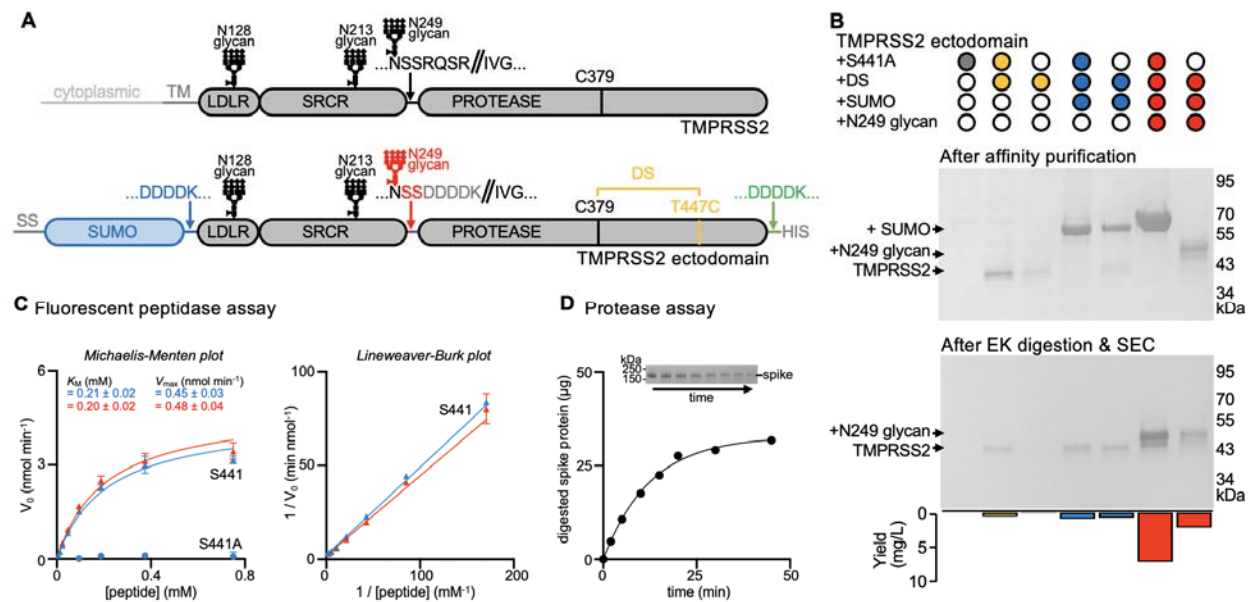 A
N128
glycan
N213
glycan
N249
glycan
...NSSRQSR//IVG...
C379
cytoplasmic
TM
LDLR
SRCR
PROTEASE
TMPRSS2
...DDDDK...
N128
glycan
N213
glycan
N249
glycan
...NSSDDDDK//IVG...
DS
C379
T447C
...DDDDK...
SS
SUMO
LDLR
SRCR
PROTEASE
HIS
TMPRSS2 ectodomain
B
TMPRSS2 ectodomain
+S441A
+DS
+SUMO
+N249 glycan
After affinity purification
+ SUMO
+N249 glycan
TMPRSS2
95
70
55
43
34
kDa
After EK digestion & SEC
+N249 glycan
TMPRSS2
95
70
55
43
34
kDa
Yield
(mg/L)
0
5
10
C Fluorescent peptidase assay
Michaelis-Menten plot
KM (mM) Vmax (nmol min-1)
= 0.21 ± 0.02 = 0.45 ± 0.03
= 0.20 ± 0.02 = 0.48 ± 0.04
S441
S441A
V0 (nmol min-1)
6
3
0
0 0.4 0.8
[peptide] (mM)
Lineweaver-Burk plot
S441
1 / V0 (min nmol-1)
100
50
0
0 100 200
1 / [peptide] (mM-1)
D Protease assay
kDa
250
150
spike
time
digested spike protein (µg)
50
25
0
0 25 50
time (min)